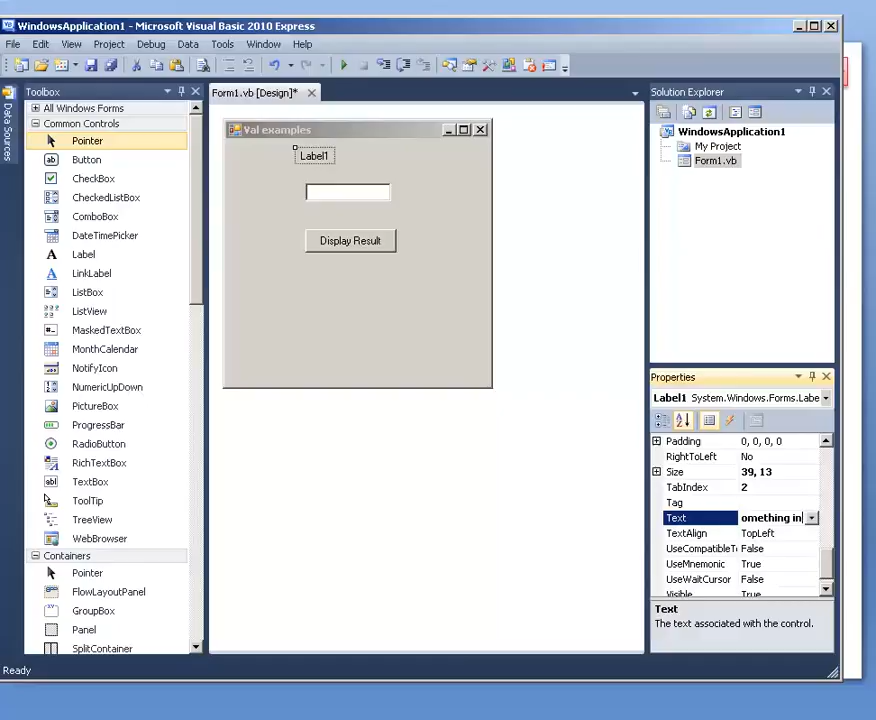 WindowsApplication1 - Microsoft Visual Basic 2010 Express
File Edit View Project Debug Data Tools Window Help
Data Sources
Toolbox
All Windows Forms
Common Controls
Pointer
Button
CheckBox
CheckedListBox
ComboBox
DateTimePicker
Label
LinkLabel
ListBox
ListView
MaskedTextBox
MonthCalendar
NotifyIcon
NumericUpDown
PictureBox
ProgressBar
RadioButton
RichTextBox
TextBox
ToolTip
TreeView
WebBrowser
Containers
Pointer
FlowLayoutPanel
GroupBox
Panel
SplitContainer
Form1.vb [Design]*
Val examples
Label1
Display Result
Solution Explorer
WindowsApplication1
My Project
Form1.vb
Properties
Label1 System.Windows.Forms.Labe
Padding 0, 0, 0, 0
RightToLeft No
Size 39, 13
TabIndex 2
Tag
Text omething in
TextAlign TopLeft
UseCompatibleT False
UseMnemonic True
UseWaitCursor False
Visible True
Text
The text associated with the control.
Ready